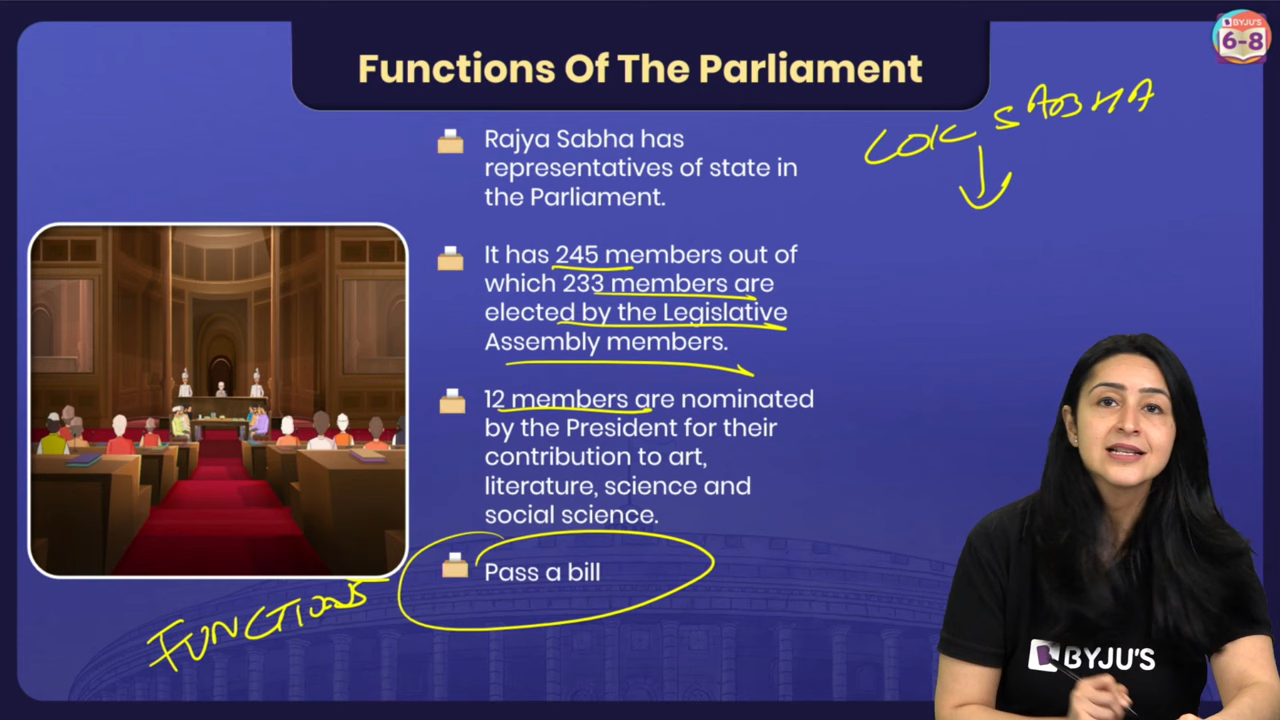 BYJU'S
6-8
Functions Of The Parliament
LOK SABHA
Rajya Sabha has
representatives of state in
the Parliament.
It has 245 members out of
which 233 members are
elected by the Legislative
Assembly members.
12 members are nominated
by the President for their
contribution to art,
literature, science and
social science.
Pass a bill
FUNCTIONS
BYJU'S